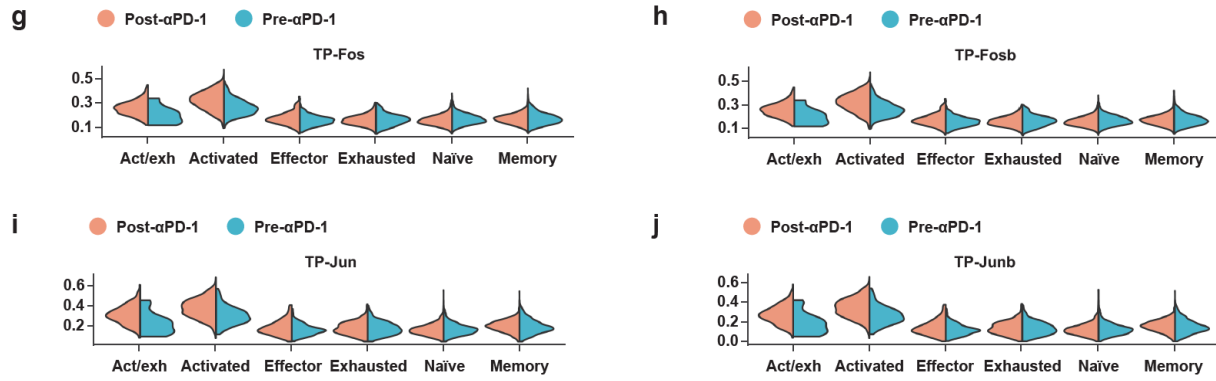 g
Post-αPD-1 Pre-αPD-1
TP-Fos
0.5
0.3
0.1
Act/exh Activated Effector Exhausted Naïve Memory
h
Post-αPD-1 Pre-αPD-1
TP-Fosb
0.5
0.3
0.1
Act/exh Activated Effector Exhausted Naïve Memory
i
Post-αPD-1 Pre-αPD-1
TP-Jun
0.6
0.4
0.2
Act/exh Activated Effector Exhausted Naïve Memory
j
Post-αPD-1 Pre-αPD-1
TP-Junb
0.6
0.4
0.2
0.0
Act/exh Activated Effector Exhausted Naïve Memory